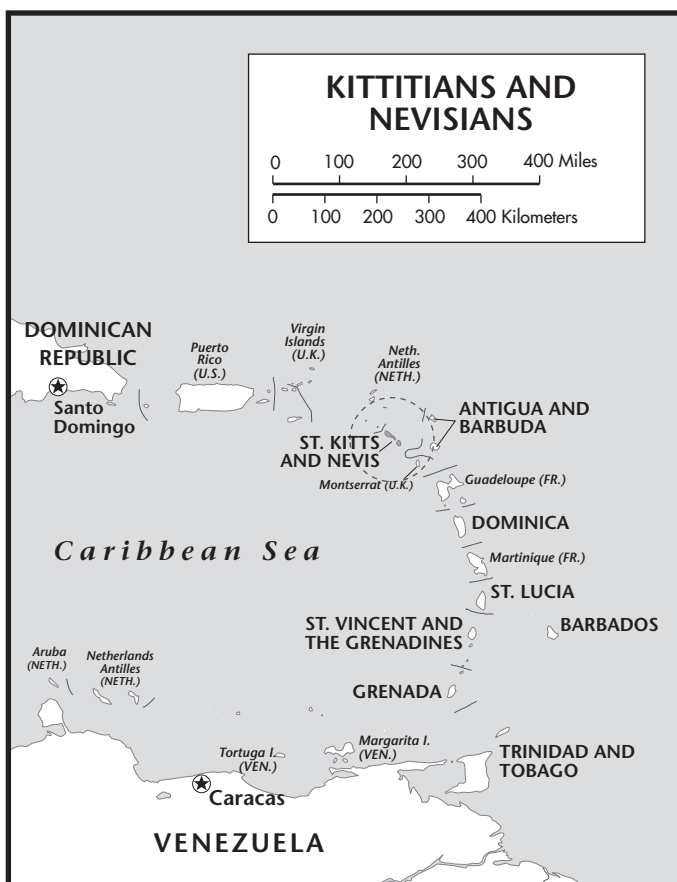 KITTITIANS AND
NEVISIANS
0 100 200 300 400 Miles
0 100 200 300 400 Kilometers
DOMINICAN
REPUBLIC
Santo
Domingo
Puerto
Rico
(U.S.)
Virgin
Islands
(U.K.)
Neth.
Antilles
(NETH.)
ANTIGUA AND
BARBUDA
ST. KITTS
AND NEVIS
Montserrat (U.K.)
Guadeloupe (FR.)
DOMINICA
Caribbean Sea
Martinique (FR.)
ST. LUCIA
ST. VINCENT AND
THE GRENADINES
BARBADOS
Aruba
(NETH.)
Netherlands
Antilles
(NETH.)
GRENADA
Tortuga I.
(VEN.)
Margarita I.
(VEN.)
TRINIDAD AND
TOBAGO
Caracas
VENEZUELA